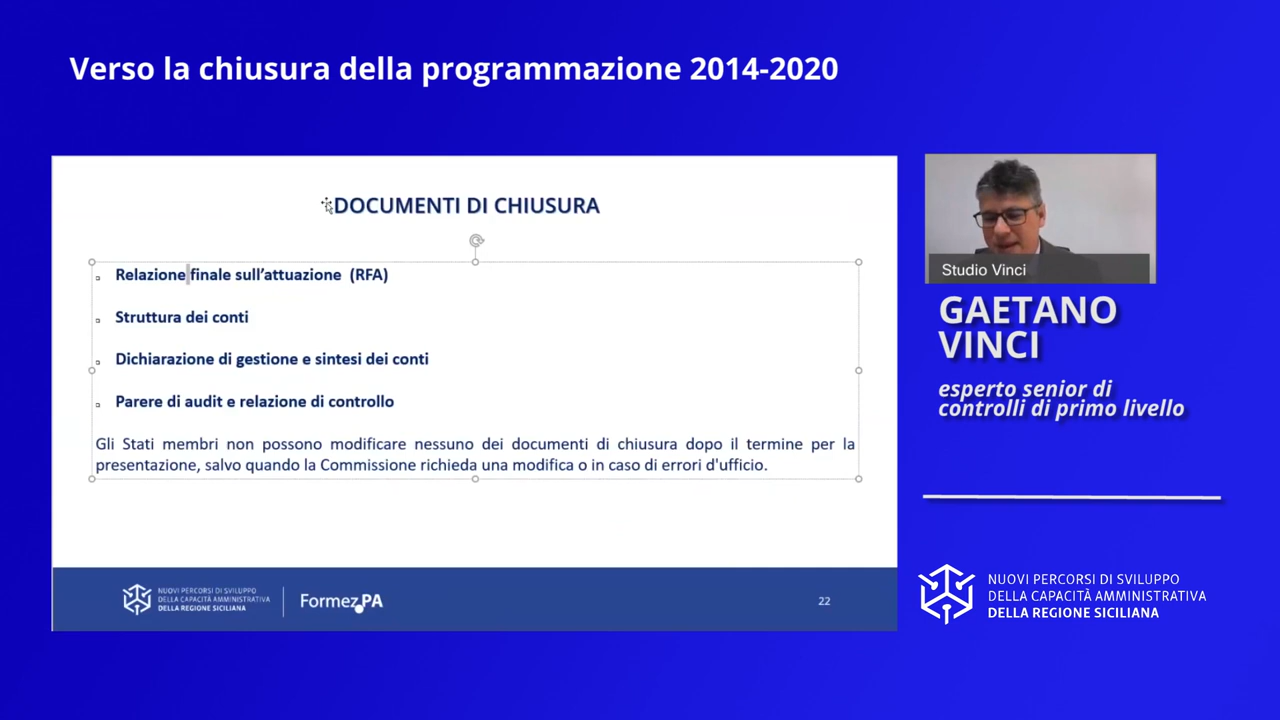 Verso la chiusura della programmazione 2014-2020
DOCUMENTI DI CHIUSURA
Relazione finale sull’attuazione (RFA)
Struttura dei conti
Dichiarazione di gestione e sintesi dei conti
Parere di audit e relazione di controllo
Gli Stati membri non possono modificare nessuno dei documenti di chiusura dopo il termine per la
presentazione, salvo quando la Commissione richieda una modifica o in caso di errori d'ufficio.
NUOVI PERCORSI DI SVILUPPO
DELLA CAPACITÀ AMMINISTRATIVA
DELLA REGIONE SICILIANA
Formez PA
22
Studio Vinci
GAETANO
VINCI
esperto senior di
controlli di primo livello
NUOVI PERCORSI DI SVILUPPO
DELLA CAPACITÀ AMMINISTRATIVA
DELLA REGIONE SICILIANA